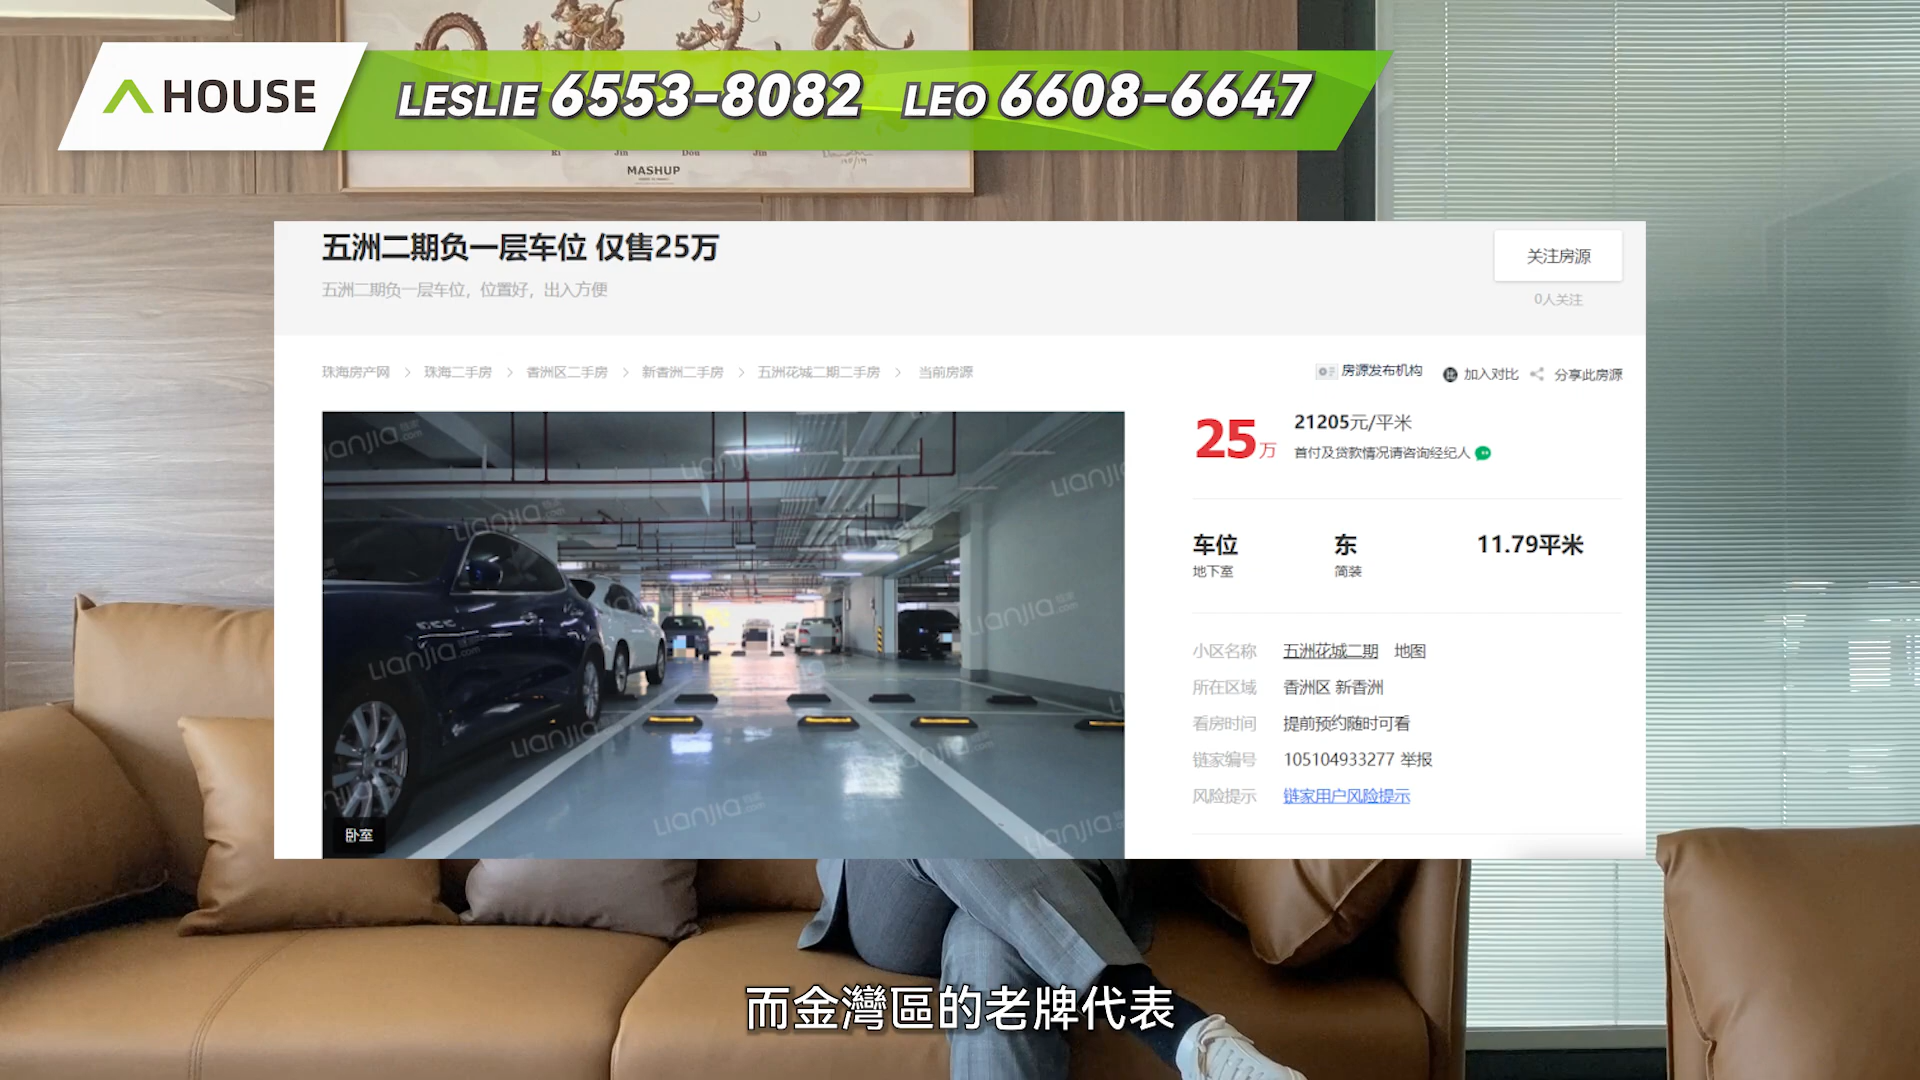 HOUSE
LESLIE 6553-8082 LEO 6608-6647
Ri Jin Dou Jin
MASHUP
五洲二期负一层车位 仅售25万
五洲二期负一层车位，位置好，出入方便
关注房源
0人关注
珠海房产网 > 珠海二手房 > 香洲区二手房 > 新香洲二手房 > 五洲花城二期二手房 > 当前房源
房源发布机构 加入对比 分享此房源
25万
21205元/平米
首付及贷款情况请咨询经纪人
车位 东 11.79平米
地下室 简装
小区名称 五洲花城二期 地图
所在区域 香洲区 新香洲
看房时间 提前预约随时可看
链家编号 105104933277 举报
风险提示 链家用户风险提示
Lianjia.com
卧室
而金灣區的老牌代表